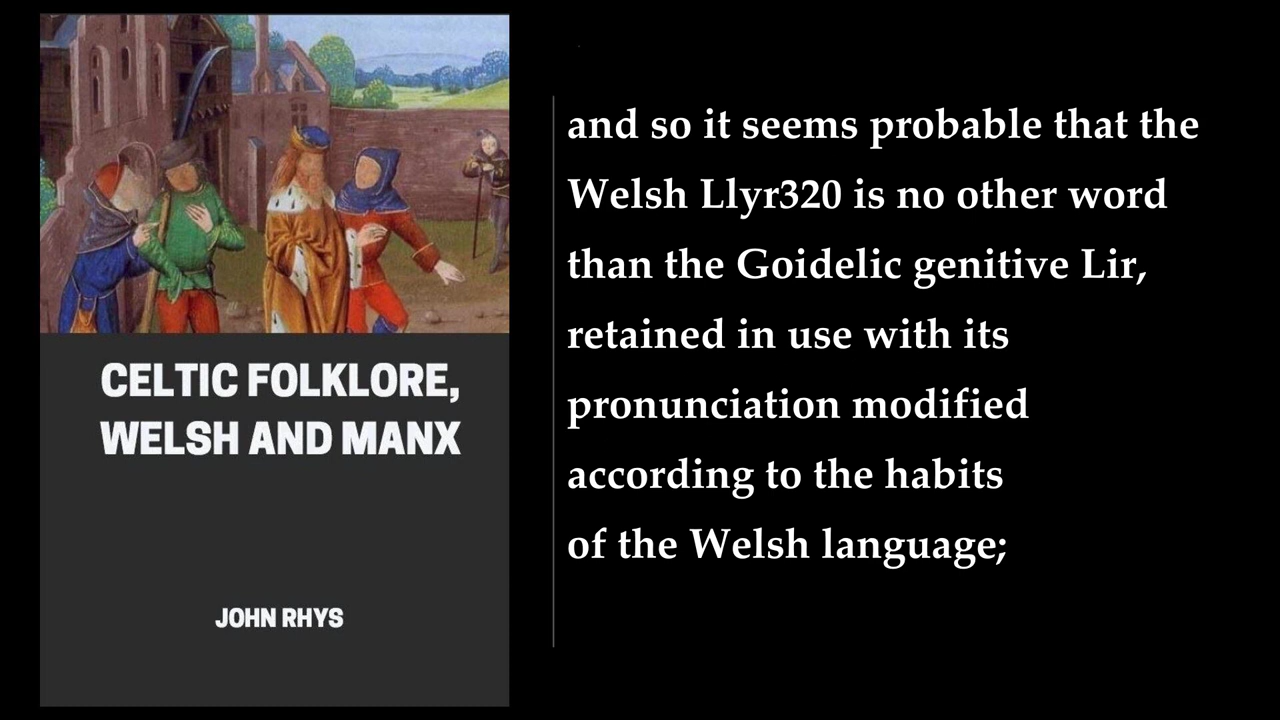 CELTIC FOLKLORE,
WELSH AND MANX
JOHN RHYS
and so it seems probable that the
Welsh Llyr320 is no other word
than the Goidelic genitive Lir,
retained in use with its
pronunciation modified
according to the habits
of the Welsh language;